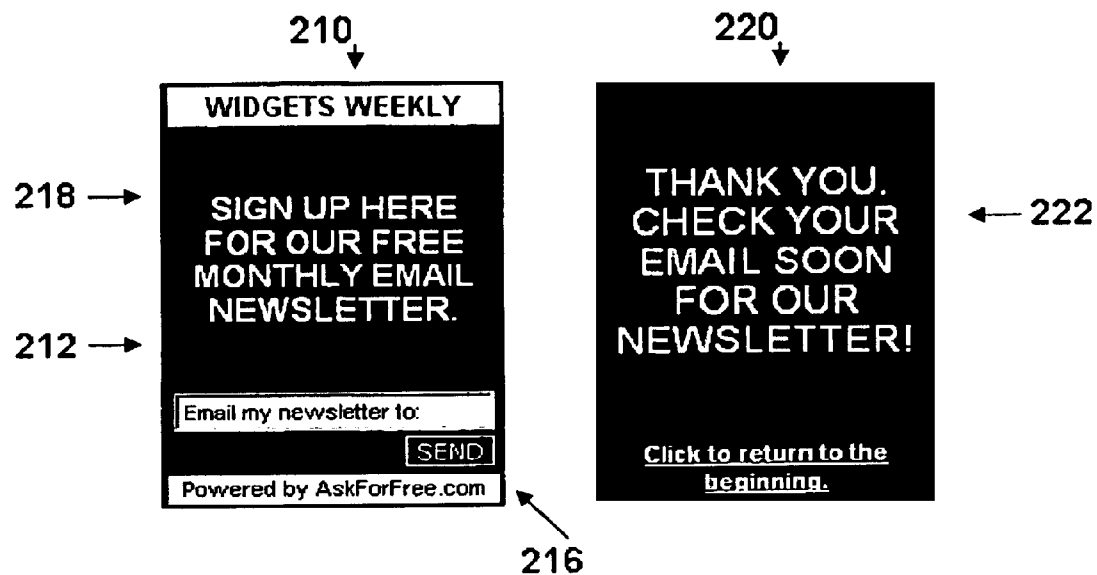 210
220
WIDGETS WEEKLY
218
SIGN UP HERE
FOR OUR FREE
MONTHLY EMAIL
NEWSLETTER.
212
Email my newsletter to:
SEND
Powered by AskForFree.com
216
THANK YOU.
CHECK YOUR
EMAIL SOON
FOR OUR
NEWSLETTER!
222
Click to return to the
beginning.